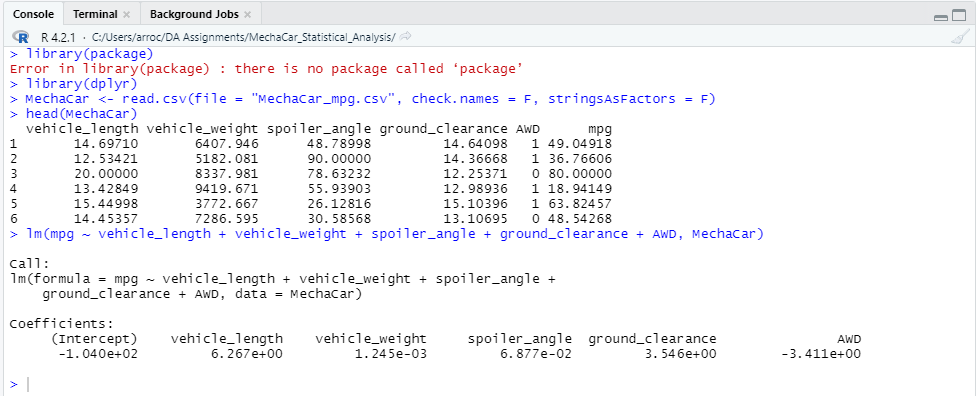 Console Terminal × Background Jobs ×
R 4.2.1 · C:/Users/arroc/DA Assignments/MechaCar_Statistical_Analysis/
> library(package)
Error in library(package) : there is no package called ‘package’
> library(dplyr)
> MechaCar <- read.csv(file = "MechaCar_mpg.csv", check.names = F, stringsAsFactors = F)
> head(MechaCar)
  vehicle_length vehicle_weight spoiler_angle ground_clearance AWD      mpg
1       14.69710       6407.946      48.78998         14.64098   1 49.04918
2       12.53421       5182.081      90.00000         14.36668   1 36.76606
3       20.00000       8337.981      78.63232         12.25371   0 80.00000
4       13.42849       9419.671      55.93903         12.98936   1 18.94149
5       15.44998       3772.667      26.12816         15.10396   1 63.82457
6       14.45357       7286.595      30.58568         13.10695   0 48.54268
> lm(mpg ~ vehicle_length + vehicle_weight + spoiler_angle + ground_clearance + AWD, MechaCar)
Call:
lm(formula = mpg ~ vehicle_length + vehicle_weight + spoiler_angle +
    ground_clearance + AWD, data = MechaCar)
Coefficients:
     (Intercept)    vehicle_length    vehicle_weight     spoiler_angle  ground_clearance               AWD
      -1.040e+02         6.267e+00         1.245e-03         6.877e-02         3.546e+00        -3.411e+00
>